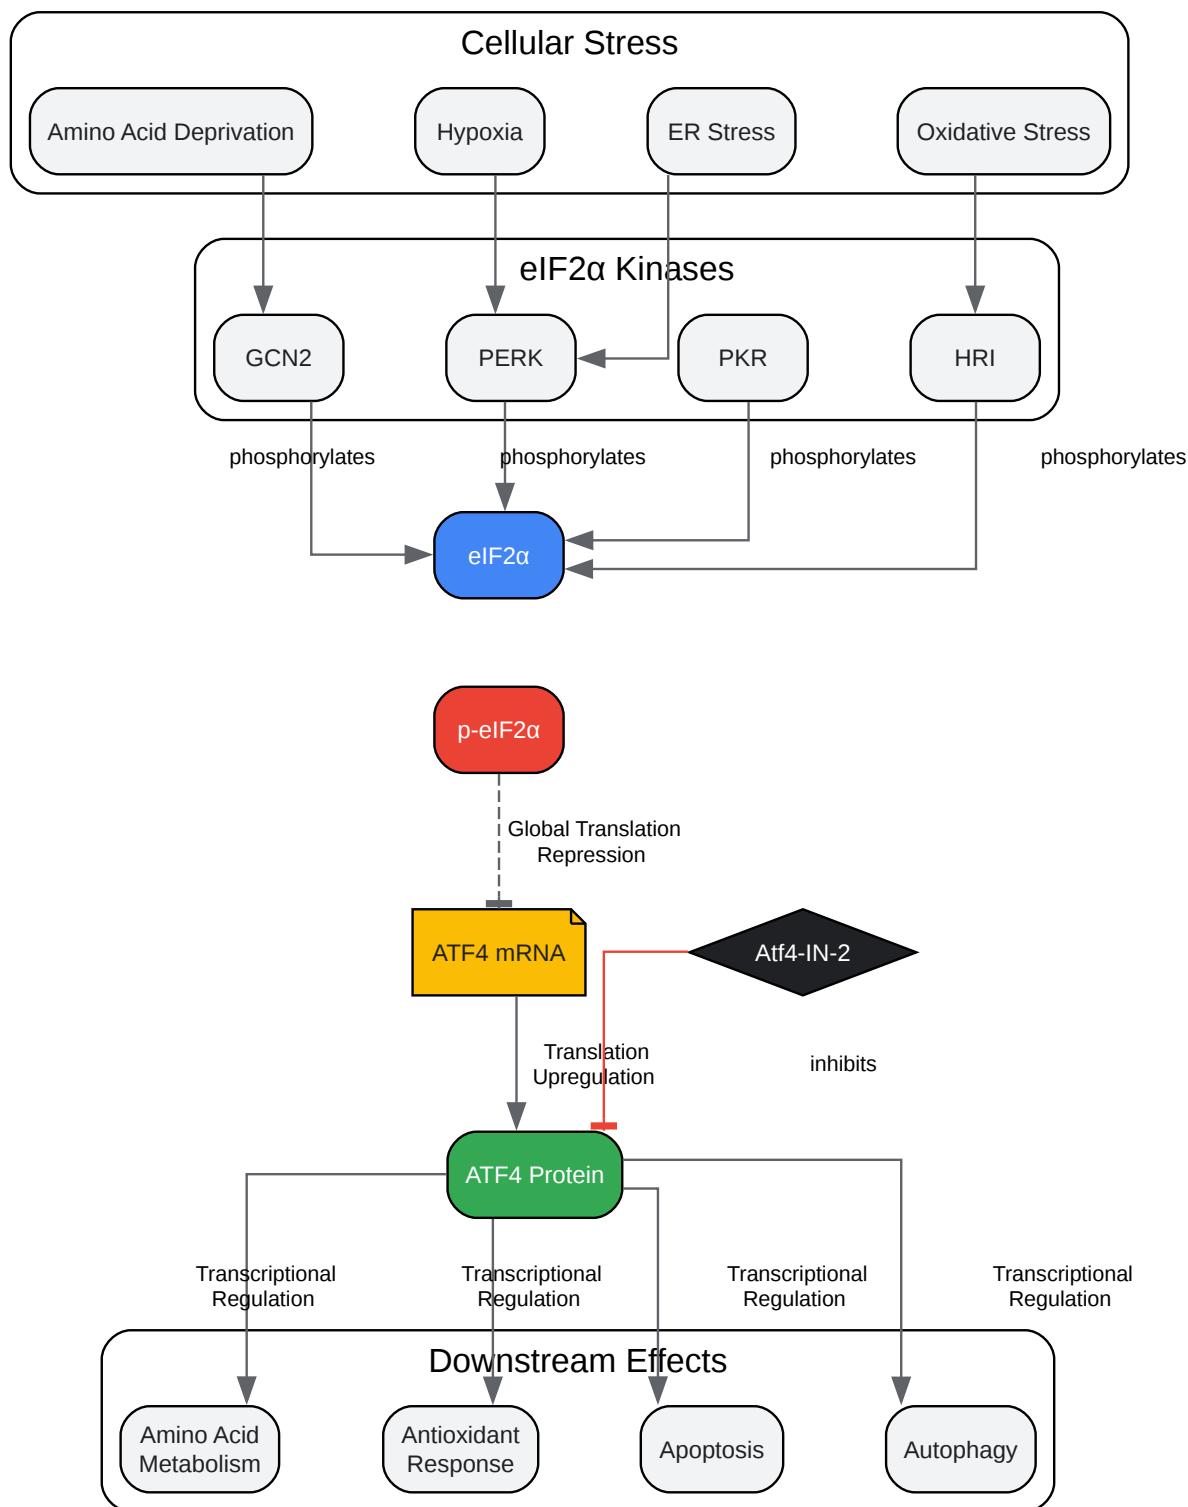 Cellular Stress
Amino Acid Deprivation
Hypoxia
ER Stress
Oxidative Stress
eIF2α Kinases
GCN2
PERK
PKR
HRI
phosphorylates
phosphorylates
phosphorylates
phosphorylates
eIF2α
p-eIF2α
Global Translation
Repression
ATF4 mRNA
Atf4-IN-2
Translation
Upregulation
inhibits
ATF4 Protein
Transcriptional
Regulation
Transcriptional
Regulation
Transcriptional
Regulation
Transcriptional
Regulation
Downstream Effects
Amino Acid
Metabolism
Antioxidant
Response
Apoptosis
Autophagy